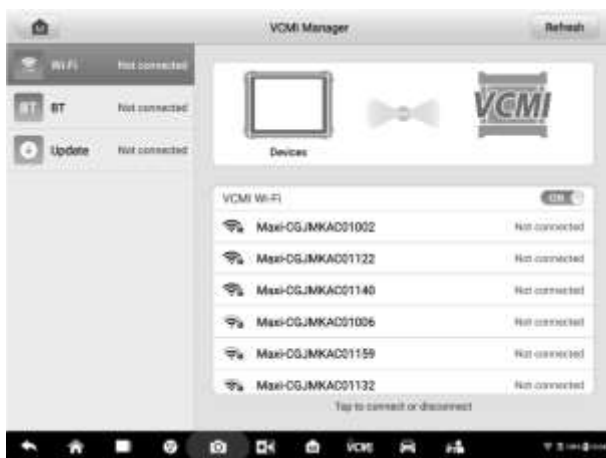 VCMI Manager
Refresh
Wi-Fi Not connected
BT BT Not connected
Update Not connected
VCMI
Devices
VCMI Wi-Fi ON
Maxi-CGJMKAC01002 Not connected
Maxi-CGJMKAC01122 Not connected
Maxi-CGJMKAC01140 Not connected
Maxi-CGJMKAC01006 Not connected
Maxi-CGJMKAC01159 Not connected
Maxi-CGJMKAC01132 Not connected
Tap to connect or disconnect
VCMI